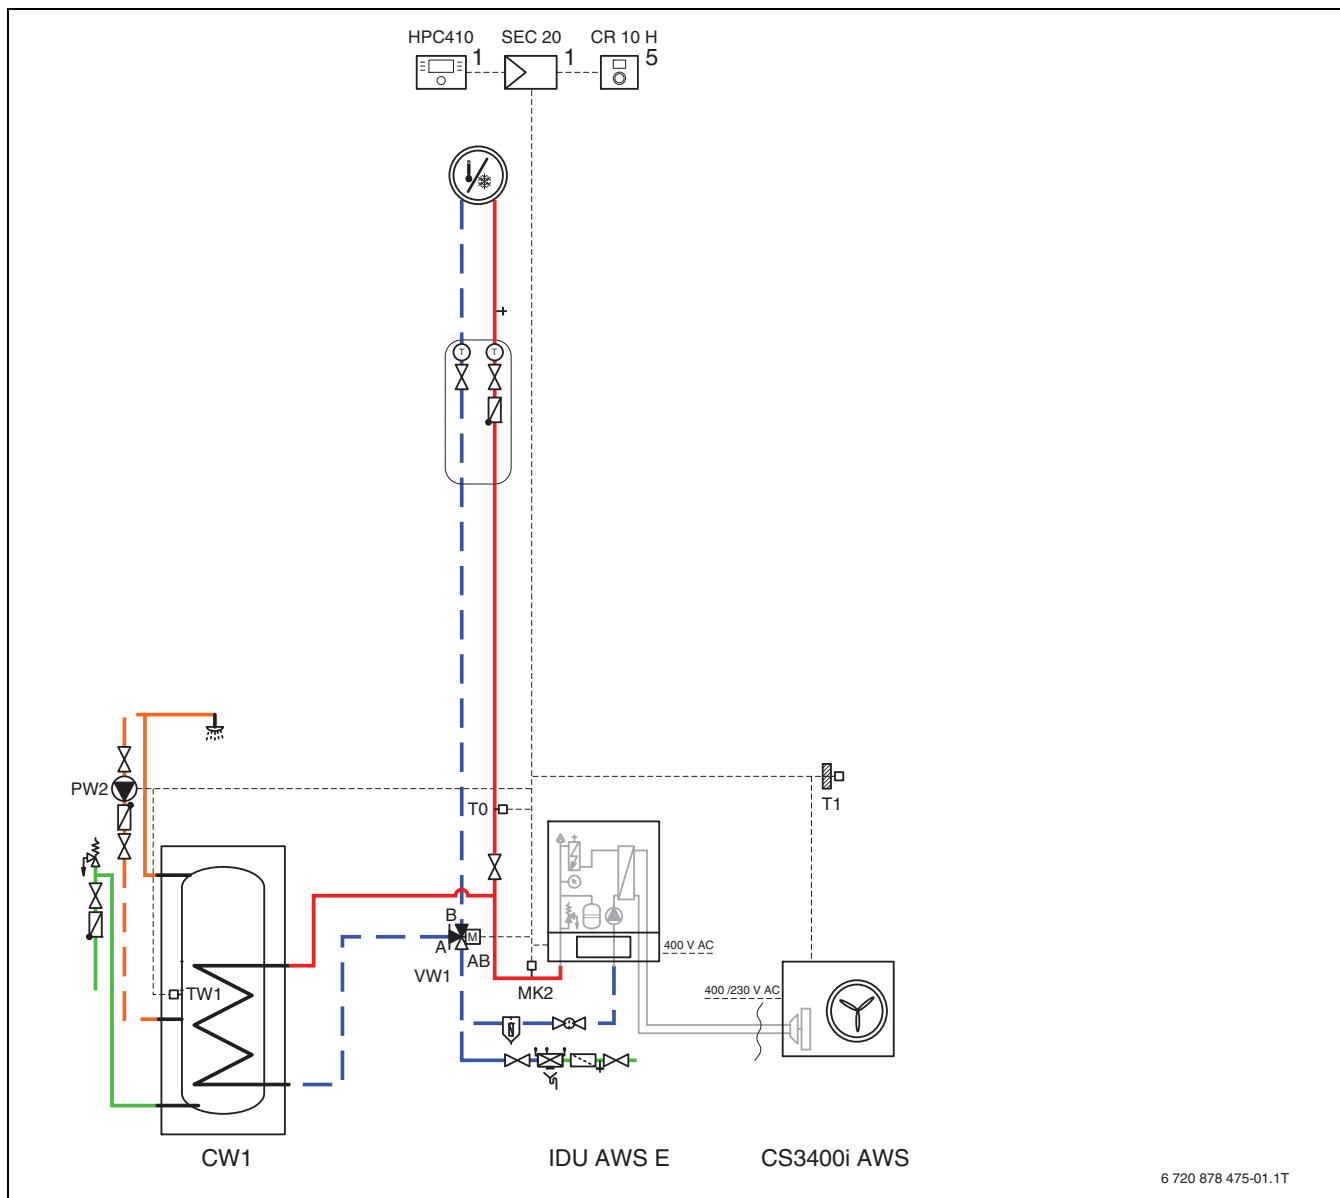 HPC410 SEC 20 CR 10 H
1 1 5
T T
PW2
T0
T1
B
A
M
AB
VW1
400 V AC
TW1
MK2
400 /230 V AC
N
CW1 IDU AWS E CS3400i AWS
6 720 878 475-01.1T